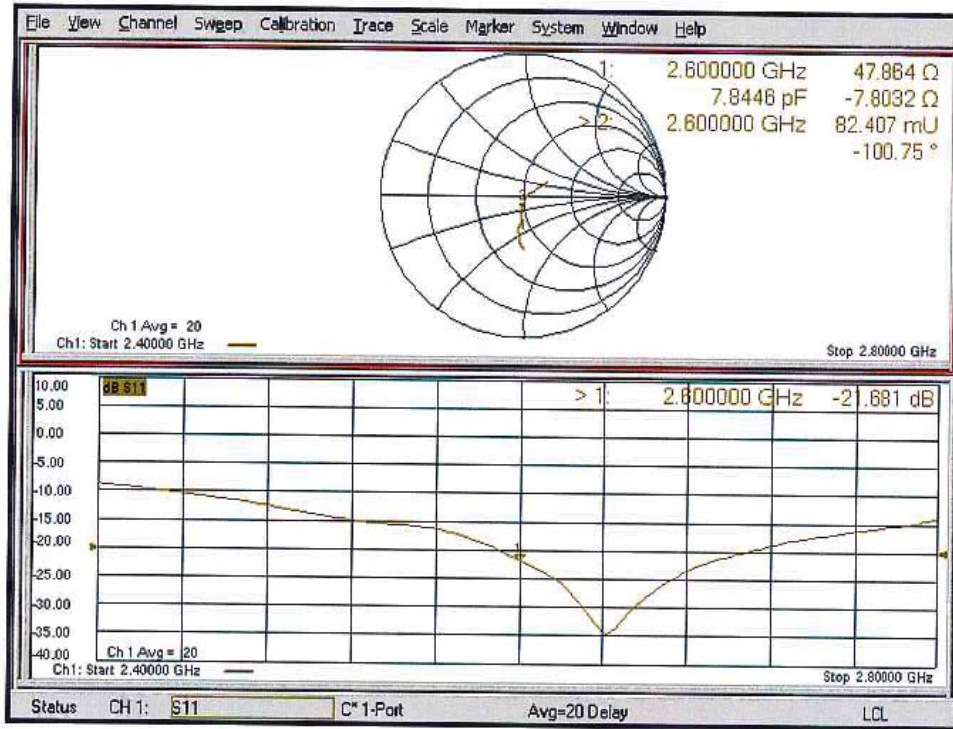 File View Channel Sweep Calibration Trace Scale Marker System Window Help
1: 2.600000 GHz 47.864 Ω
7.8446 pF -7.8032 Ω
> 2: 2.600000 GHz 82.407 mU
-100.75 °
Ch 1 Avg = 20
Ch1: Start 2.40000 GHz
Stop 2.80000 GHz
10.00
dB S11
> 1: 2.600000 GHz -21.681 dB
5.00
0.00
-5.00
-10.00
-15.00
-20.00
1
-25.00
-30.00
-35.00
-40.00
Ch 1 Avg = 20
Ch1: Start 2.40000 GHz
Stop 2.80000 GHz
Status CH 1: S11 C* 1-Port Avg=20 Delay LCL